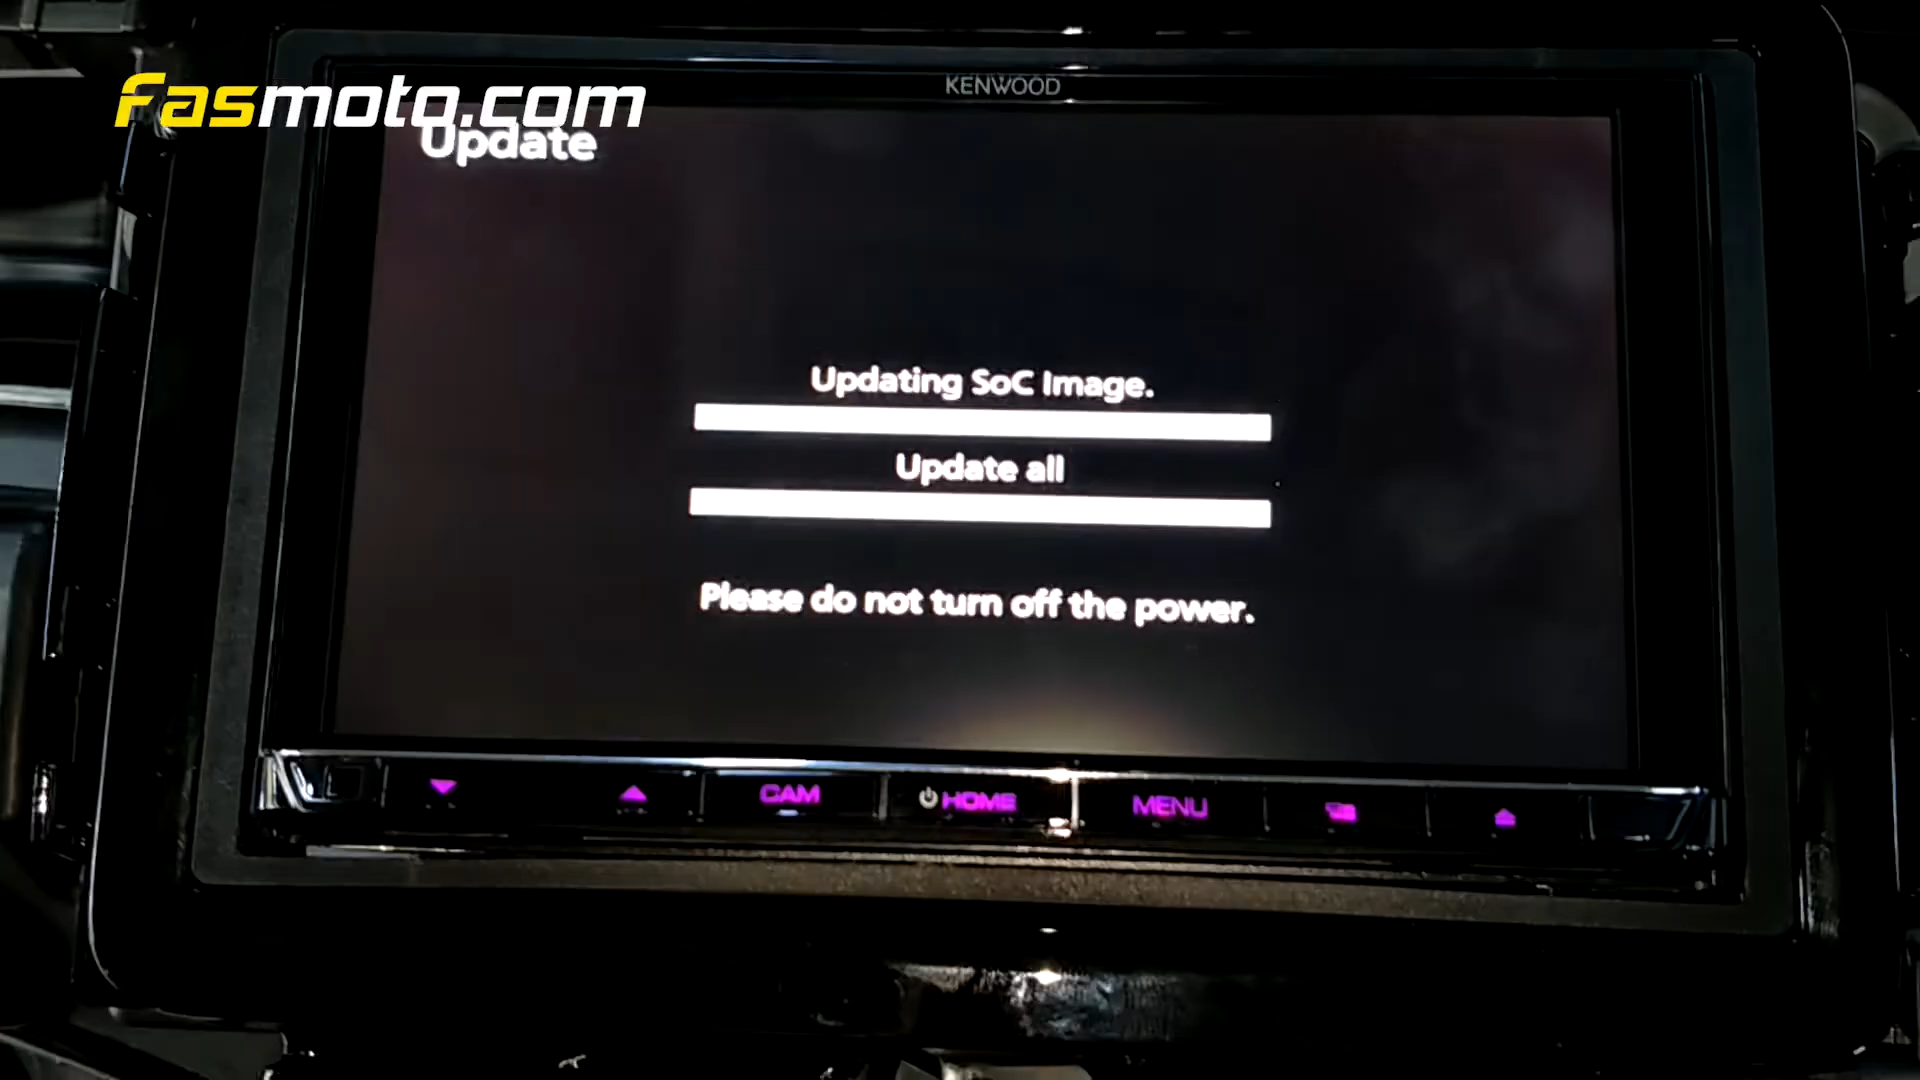 fasmoto.com
KENWOOD
Update
Updating SoC Image.
Update all
Please do not turn off the power.
CAM
HOME
MENU